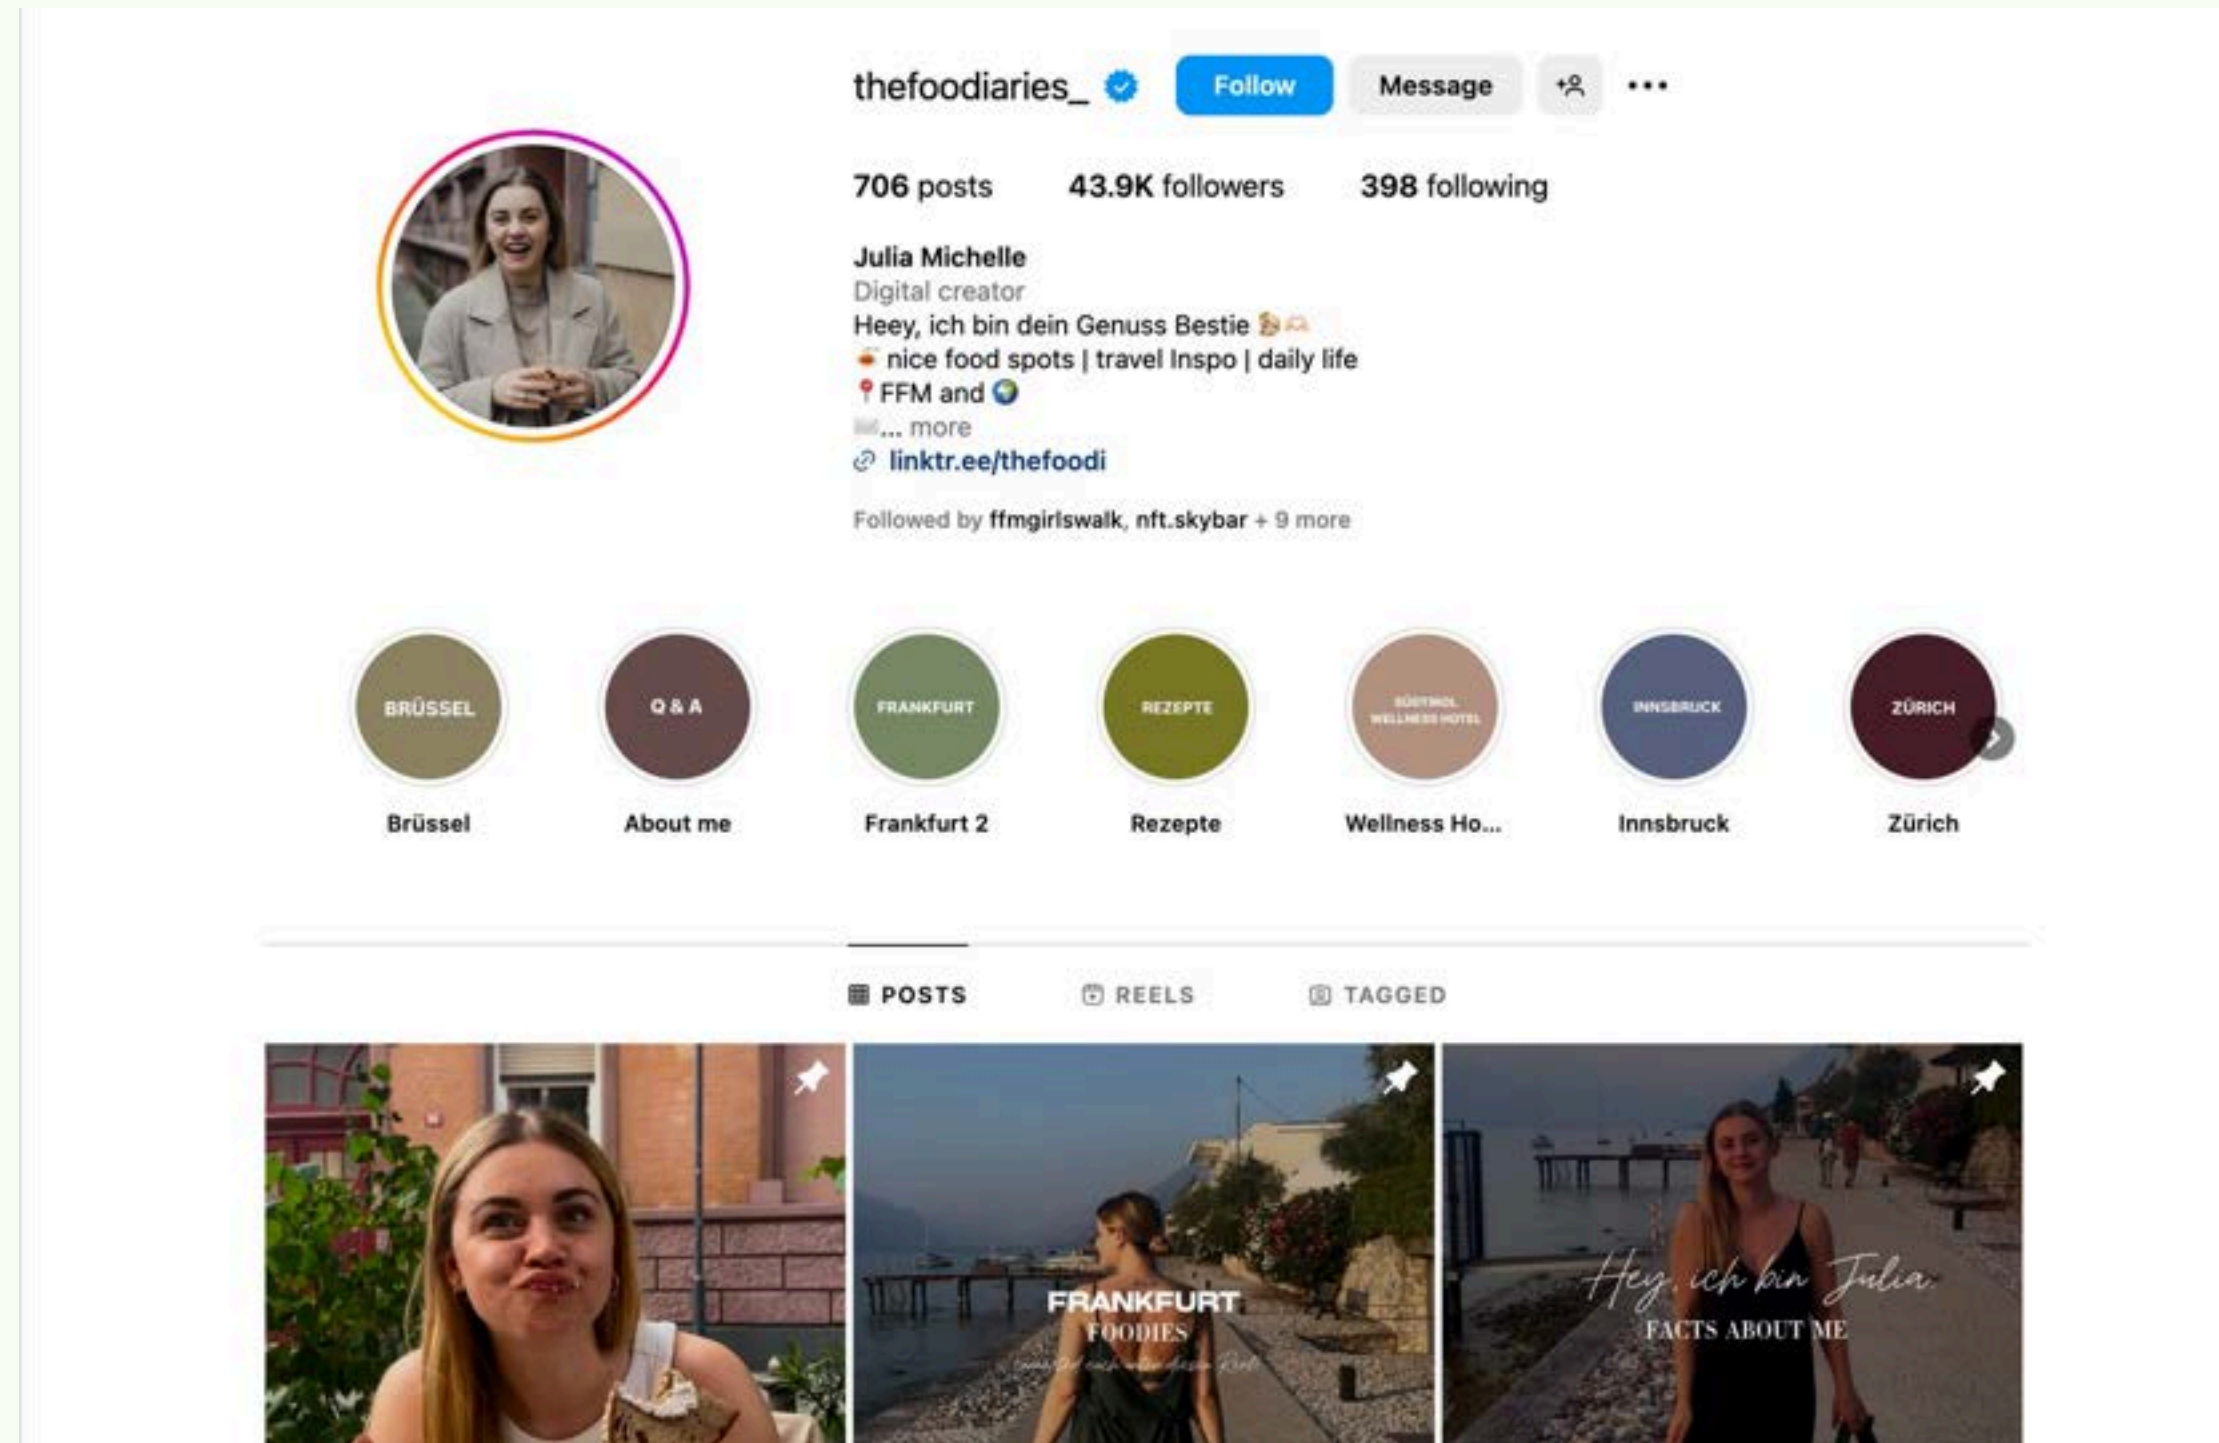 thefoodiaries_ Follow Message
706 posts 43.9K followers 398 following
Julia Michelle
Digital creator
Heey, ich bin dein Genuss Bestie
nice food spots | travel Inspo | daily life
FFM and
... more
linktr.ee/thefoodi
Followed by ffmgirlswalk, nft.skybar + 9 more
BRÜSSEL Q & A FRANKFURT REZEPTE SÜDTIROL INNSBRUCK ZÜRICH
WELLNESS HOTEL
Brüssel About me Frankfurt 2 Rezepte Wellness Ho... Innsbruck Zürich
POSTS REELS TAGGED
FRANKFURT
FOODIES
Hey, ich bin Julia.
FACTS ABOUT ME